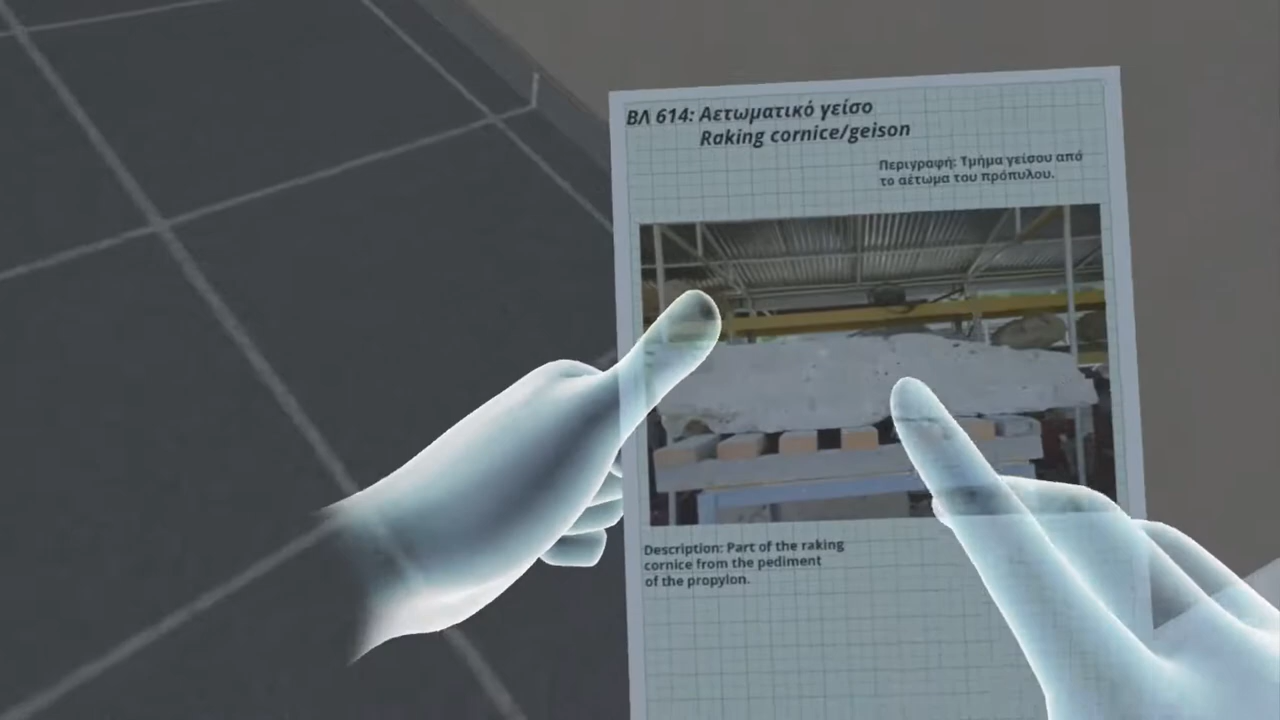 ΒΛ 614: Αετωματικό γείσο
Raking cornice/geison
Περιγραφή: Τμήμα γείσου από
το αέτωμα του πρόπυλου.
Description: Part of the raking
cornice from the pediment
of the propylon.